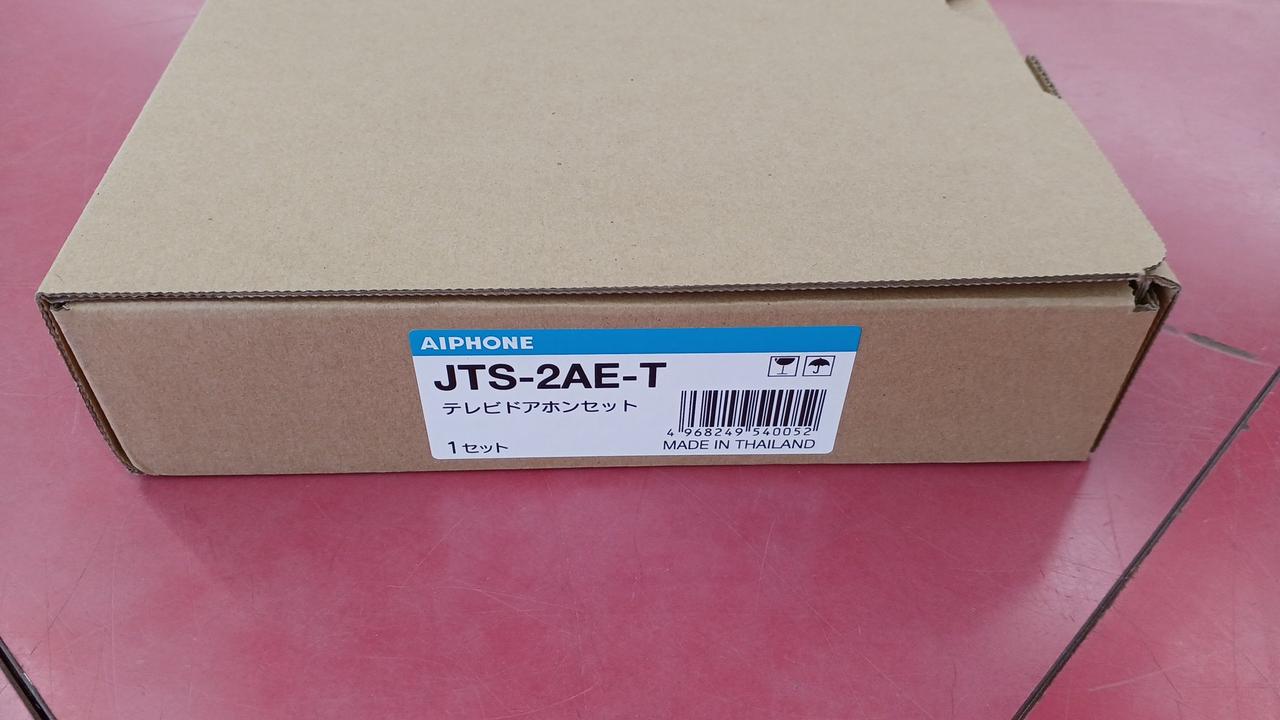 AIPHONE
JTS-2AE-T
テレビドアホンセット
4 968249 540052
1セット
MADE IN THAILAND